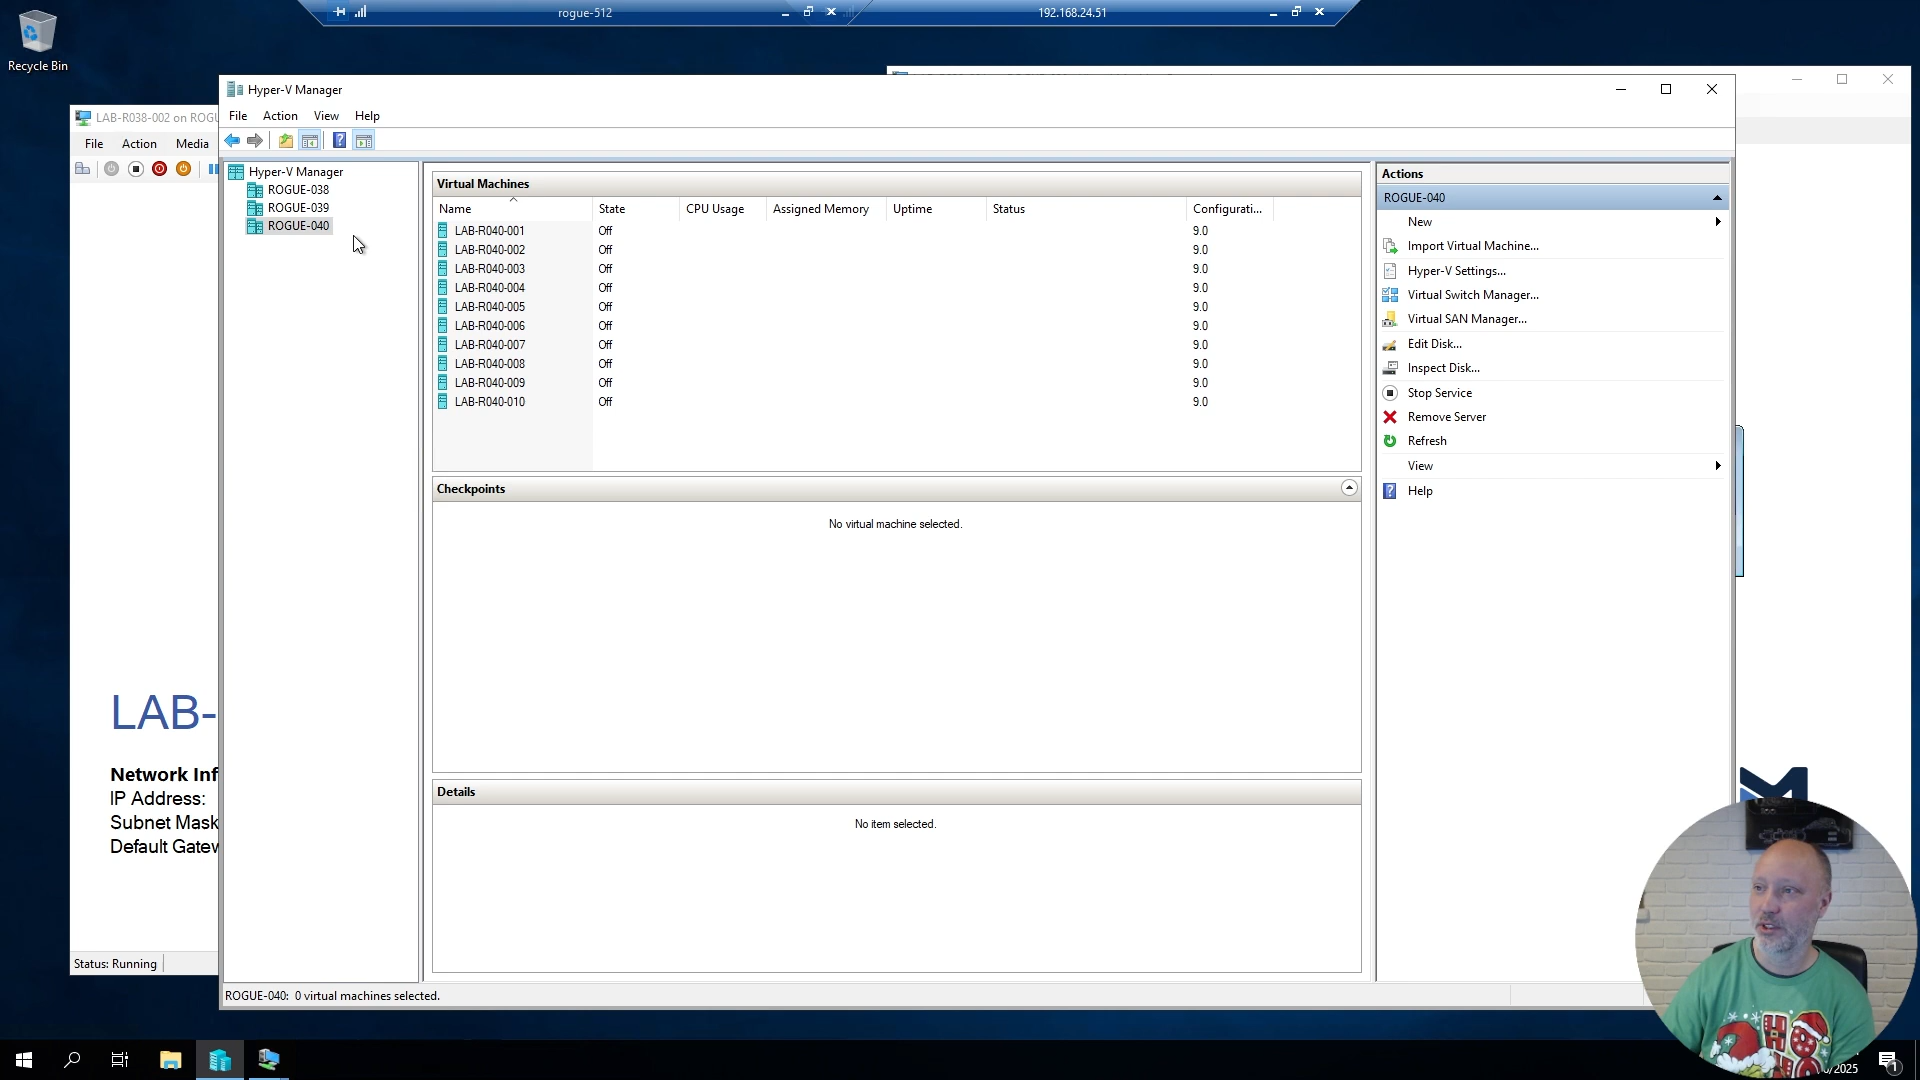 rogue-512
192.168.24.51
Recycle Bin
Hyper-V Manager
File Action View Help
LAB-R038-002 on ROGU
File Action Media
Hyper-V Manager
ROGUE-038
ROGUE-039
ROGUE-040
Virtual Machines
Name State CPU Usage Assigned Memory Uptime Status Configurati...
LAB-R040-001 Off 9.0
LAB-R040-002 Off 9.0
LAB-R040-003 Off 9.0
LAB-R040-004 Off 9.0
LAB-R040-005 Off 9.0
LAB-R040-006 Off 9.0
LAB-R040-007 Off 9.0
LAB-R040-008 Off 9.0
LAB-R040-009 Off 9.0
LAB-R040-010 Off 9.0
Checkpoints
No virtual machine selected.
Details
No item selected.
Actions
ROGUE-040
New
Import Virtual Machine...
Hyper-V Settings...
Virtual Switch Manager...
Virtual SAN Manager...
Edit Disk...
Inspect Disk...
Stop Service
Remove Server
Refresh
View
Help
LAB-
Network Inf
IP Address:
Subnet Mask
Default Gatew
Status: Running
ROGUE-040: 0 virtual machines selected.
HO
/2025
1